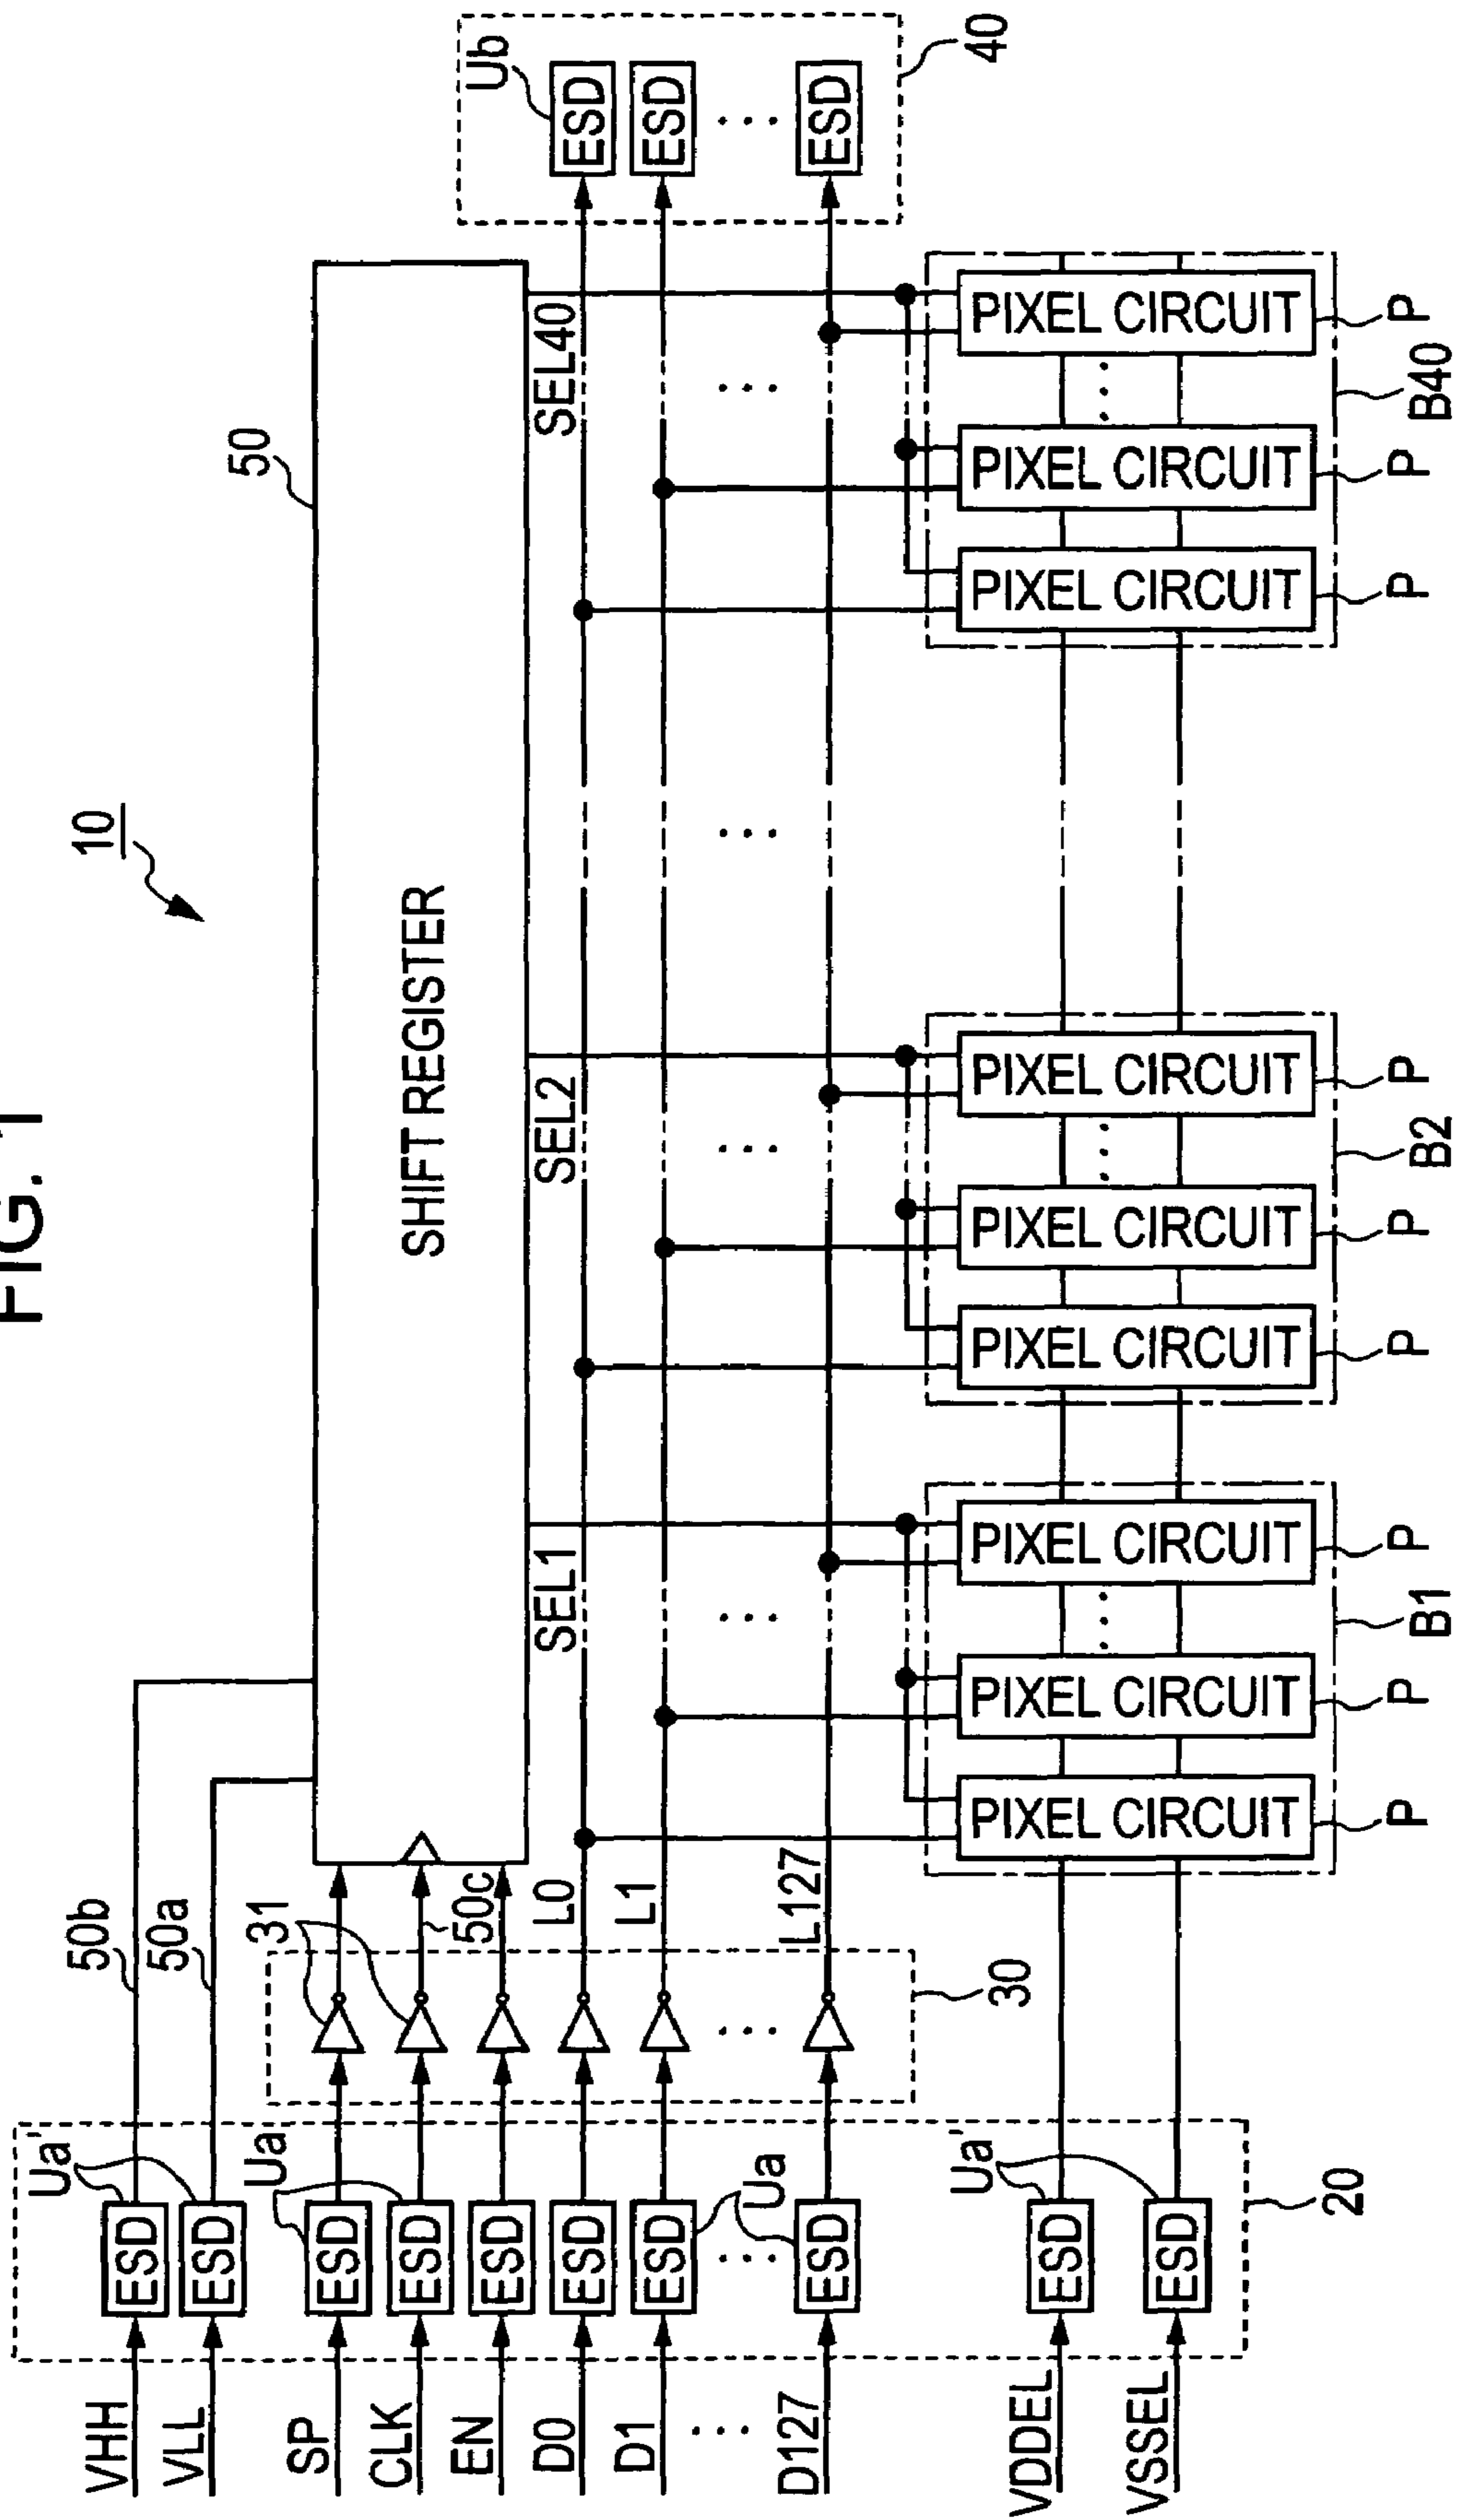 FIG. 1
10
50
SHIFT REGISTER
50b
50a
31
50c
SEL1
SEL2
SEL40
L0
L1
L127
VHH
VLL
SP
CLK
EN
D0
D1
...
D127
VDDEL
VSSEL
Ua
ESD
ESD
Ua
ESD
ESD
ESD
ESD
ESD
Ua
...
ESD
Ua
ESD
ESD
20
30
...
...
...
...
...
Ub
ESD
ESD
...
ESD
40
PIXEL CIRCUIT
PIXEL CIRCUIT
...
PIXEL CIRCUIT
P
P
P
B1
PIXEL CIRCUIT
PIXEL CIRCUIT
...
PIXEL CIRCUIT
P
P
P
B2
PIXEL CIRCUIT
PIXEL CIRCUIT
...
PIXEL CIRCUIT
P
P
P
B40